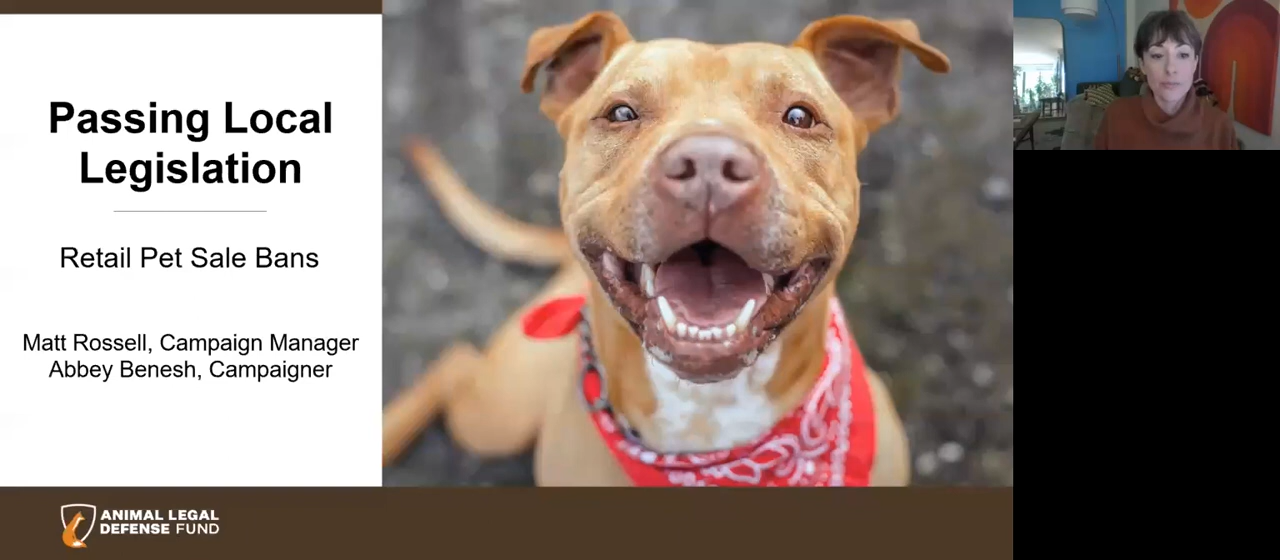 Passing Local
Legislation
Retail Pet Sale Bans
Matt Rossell, Campaign Manager
Abbey Benesh, Campaigner
ANIMAL LEGAL
DEFENSE FUND